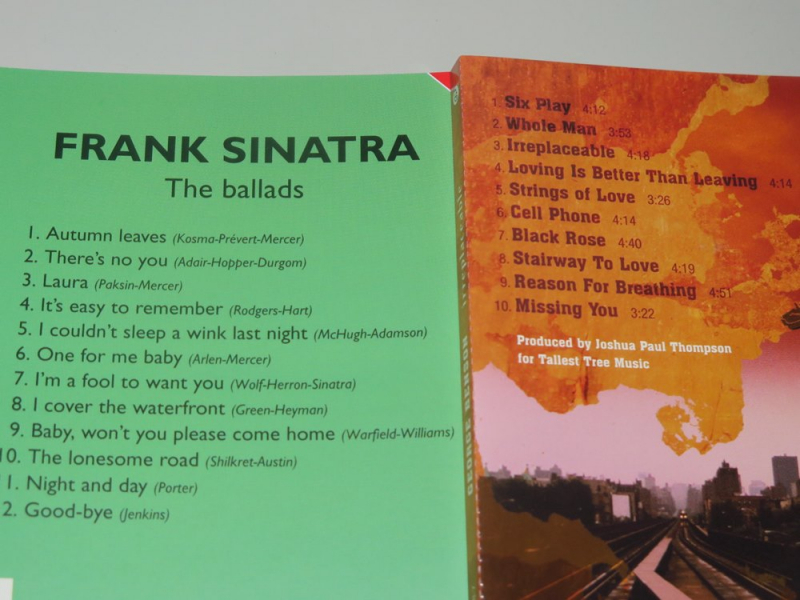 FRANK SINATRA
The ballads
1. Autumn leaves (Kosma-Prévert-Mercer)
2. There's no you (Adair-Hopper-Durgom)
3. Laura (Paksin-Mercer)
4. It's easy to remember (Rodgers-Hart)
5. I couldn't sleep a wink last night (McHugh-Adamson)
6. One for me baby (Arlen-Mercer)
7. I'm a fool to want you (Wolf-Herron-Sinatra)
8. I cover the waterfront (Green-Heyman)
9. Baby, won't you please come home (Warfield-Williams)
10. The lonesome road (Shilkret-Austin)
1. Night and day (Porter)
2. Good-bye (Jenkins)
GEORGE BENSON irreplaceable
1. Six Play 4:12
2. Whole Man 3:53
3. Irreplaceable 4:18
4. Loving Is Better Than Leaving 4:14
5. Strings of Love 3:26
6. Cell Phone 4:14
7. Black Rose 4:40
8. Stairway To Love 4:19
9. Reason For Breathing 4:51
10. Missing You 3:22
Produced by Joshua Paul Thompson
for Tallest Tree Music